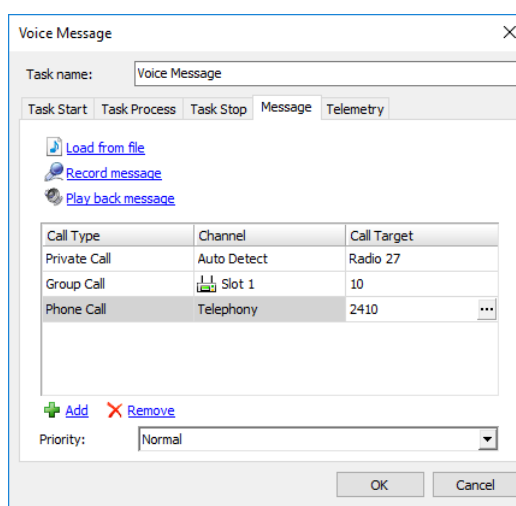 Voice Message
Task name: Voice Message
Task Start Task Process Task Stop Message Telemetry
Load from file
Record message
Play back message
Call Type Channel Call Target
Private Call Auto Detect Radio 27
Group Call Slot 1 10
Phone Call Telephony 2410 ...
Add Remove
Priority: Normal
OK Cancel